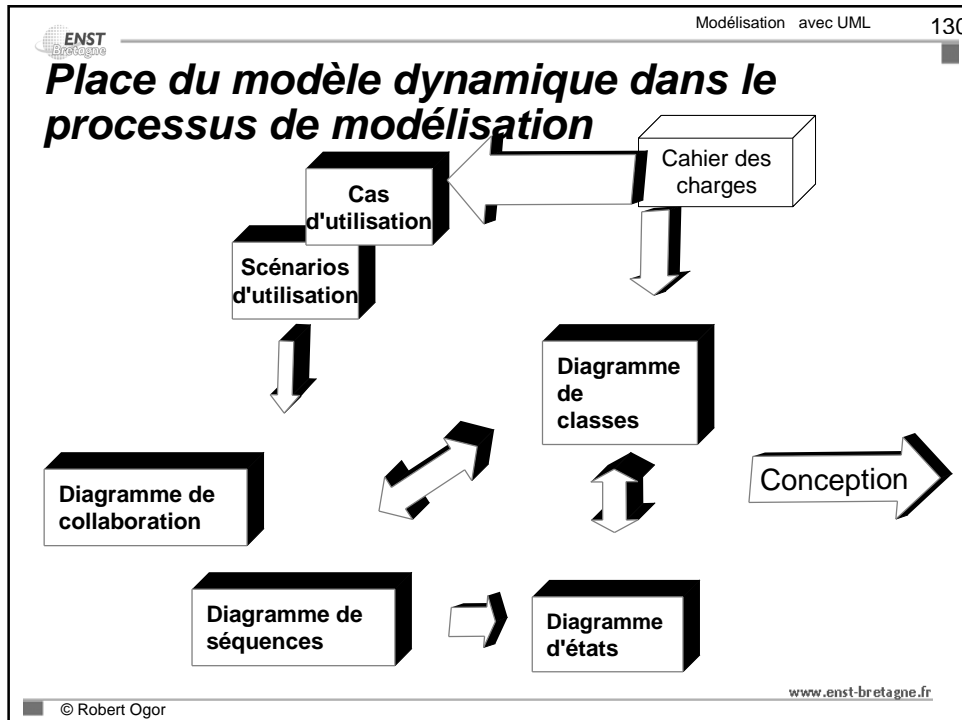 Modélisation avec UML
130
ENST
Bretagne
Place du modèle dynamique dans le
processus de modélisation
Cahier des
charges
Cas
d'utilisation
Scénarios
d'utilisation
Diagramme
de
classes
Diagramme de
collaboration
Conception
Diagramme de
séquences
Diagramme
d'états
www.enst-bretagne.fr
© Robert Ogor